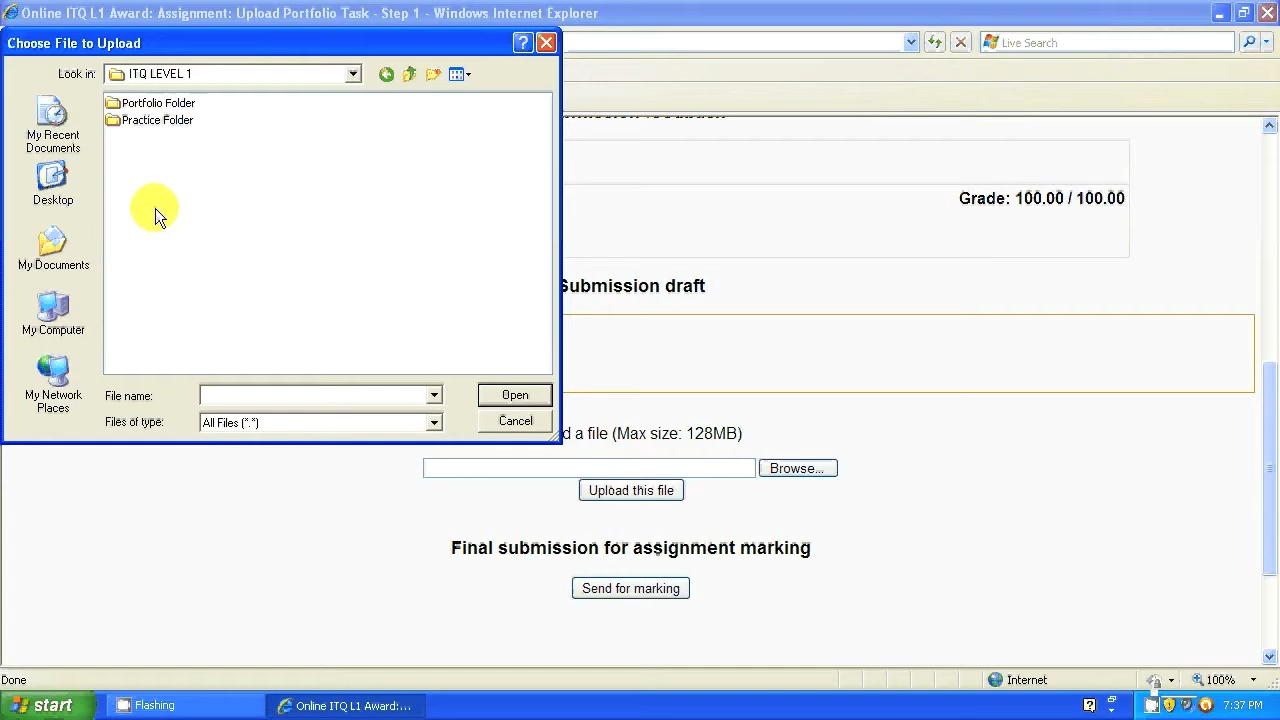 Online ITQ L1 Award: Assignment: Upload Portfolio Task - Step 1 - Windows Internet Explorer
Choose File to Upload
Live Search
Look in:
ITQ LEVEL 1
Portfolio Folder
Practice Folder
My Recent
Documents
Desktop
My Documents
My Computer
My Network
Places
File name:
Open
Files of type:
All Files (*.*)
Cancel
Grade: 100.00 / 100.00
Submission draft
d a file (Max size: 128MB)
Browse...
Upload this file
Final submission for assignment marking
Send for marking
Done
Internet
100%
start
Flashing
Online ITQ L1 Award:...
7:37 PM